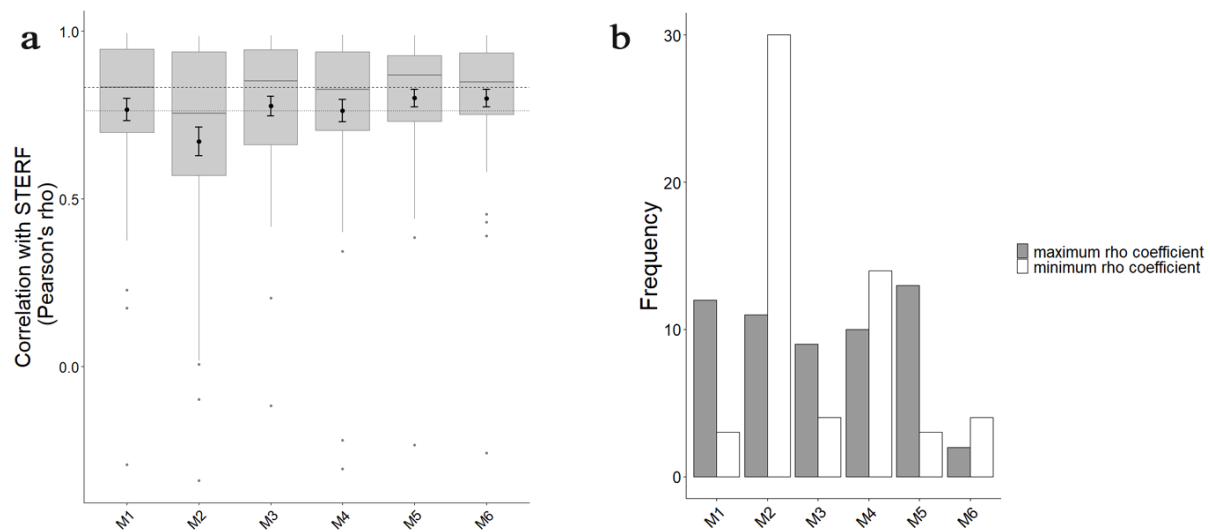 a
Correlation with STERF
(Pearson's rho)
1.0
0.5
0.0
M1 M2 M3 M4 M5 M6
b
Frequency
30
20
10
0
M1 M2 M3 M4 M5 M6
maximum rho coefficient
minimum rho coefficient